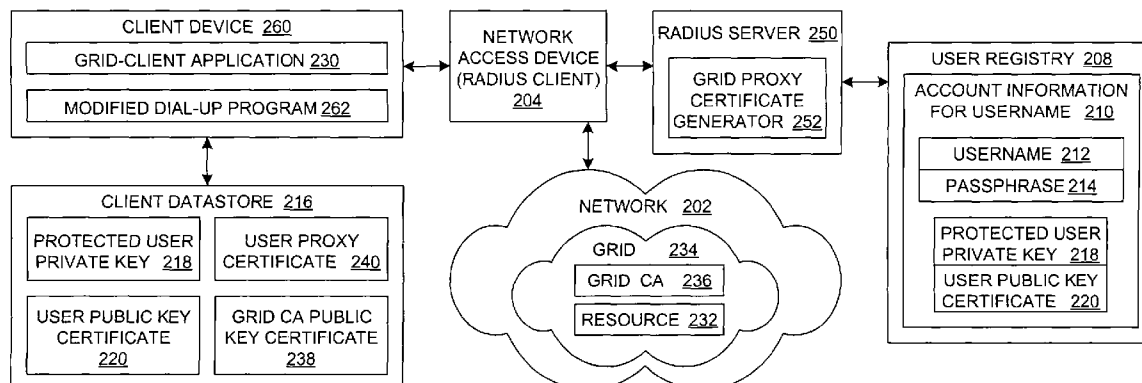 CLIENT DEVICE 260
GRID-CLIENT APPLICATION 230
MODIFIED DIAL-UP PROGRAM 262
NETWORK
ACCESS DEVICE
(RADIUS CLIENT)
204
RADIUS SERVER 250
GRID PROXY
CERTIFICATE
GENERATOR 252
USER REGISTRY 208
ACCOUNT INFORMATION
FOR USERNAME 210
USERNAME 212
PASSPHRASE 214
PROTECTED USER
PRIVATE KEY 218
USER PUBLIC KEY
CERTIFICATE 220
CLIENT DATASTORE 216
PROTECTED USER
PRIVATE KEY 218
USER PROXY
CERTIFICATE 240
USER PUBLIC KEY
CERTIFICATE
220
GRID CA PUBLIC
KEY CERTIFICATE
238
NETWORK 202
GRID 234
GRID CA 236
RESOURCE 232